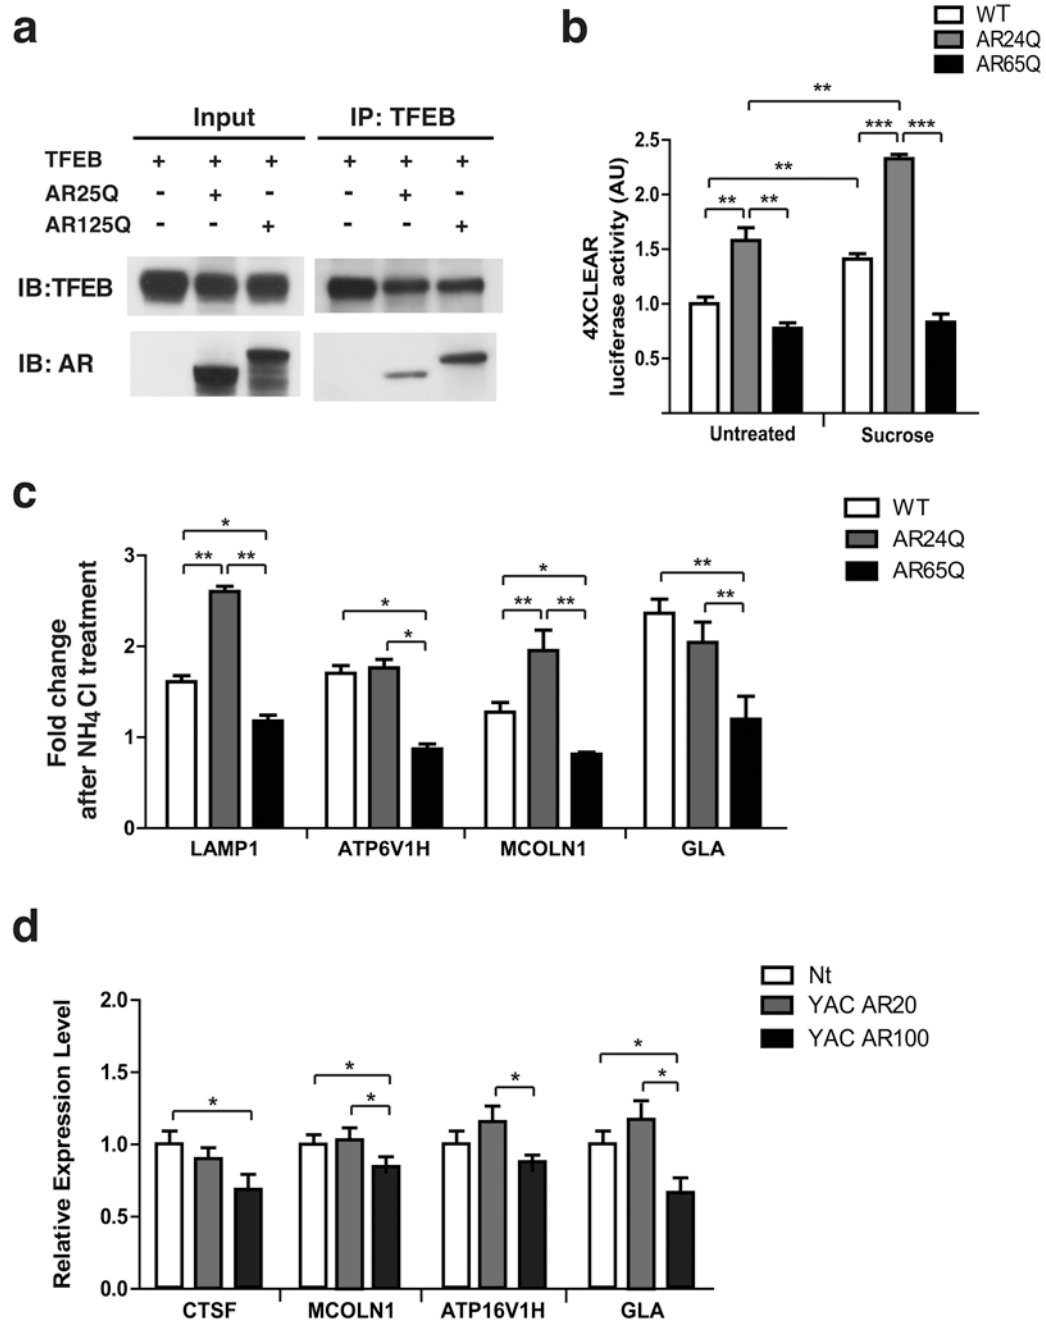 a
Input IP: TFEB
TFEB + + + + + +
AR25Q - + - - + -
AR125Q - - + - - +
IB:TFEB
IB: AR
b
WT
AR24Q
AR65Q
4XCLEAR
luciferase activity (AU)
2.5
2.0
1.5
1.0
0.5
**
**
** **
*** ***
Untreated Sucrose
c
WT
AR24Q
AR65Q
Fold change
after NH4Cl treatment
3
2
1
0
*
** **
*
*
*
** **
**
**
LAMP1 ATP6V1H MCOLN1 GLA
d
Nt
YAC AR20
YAC AR100
Relative Expression Level
2.0
1.5
1.0
0.5
0.0
*
*
*
*
*
*
CTSF MCOLN1 ATP16V1H GLA